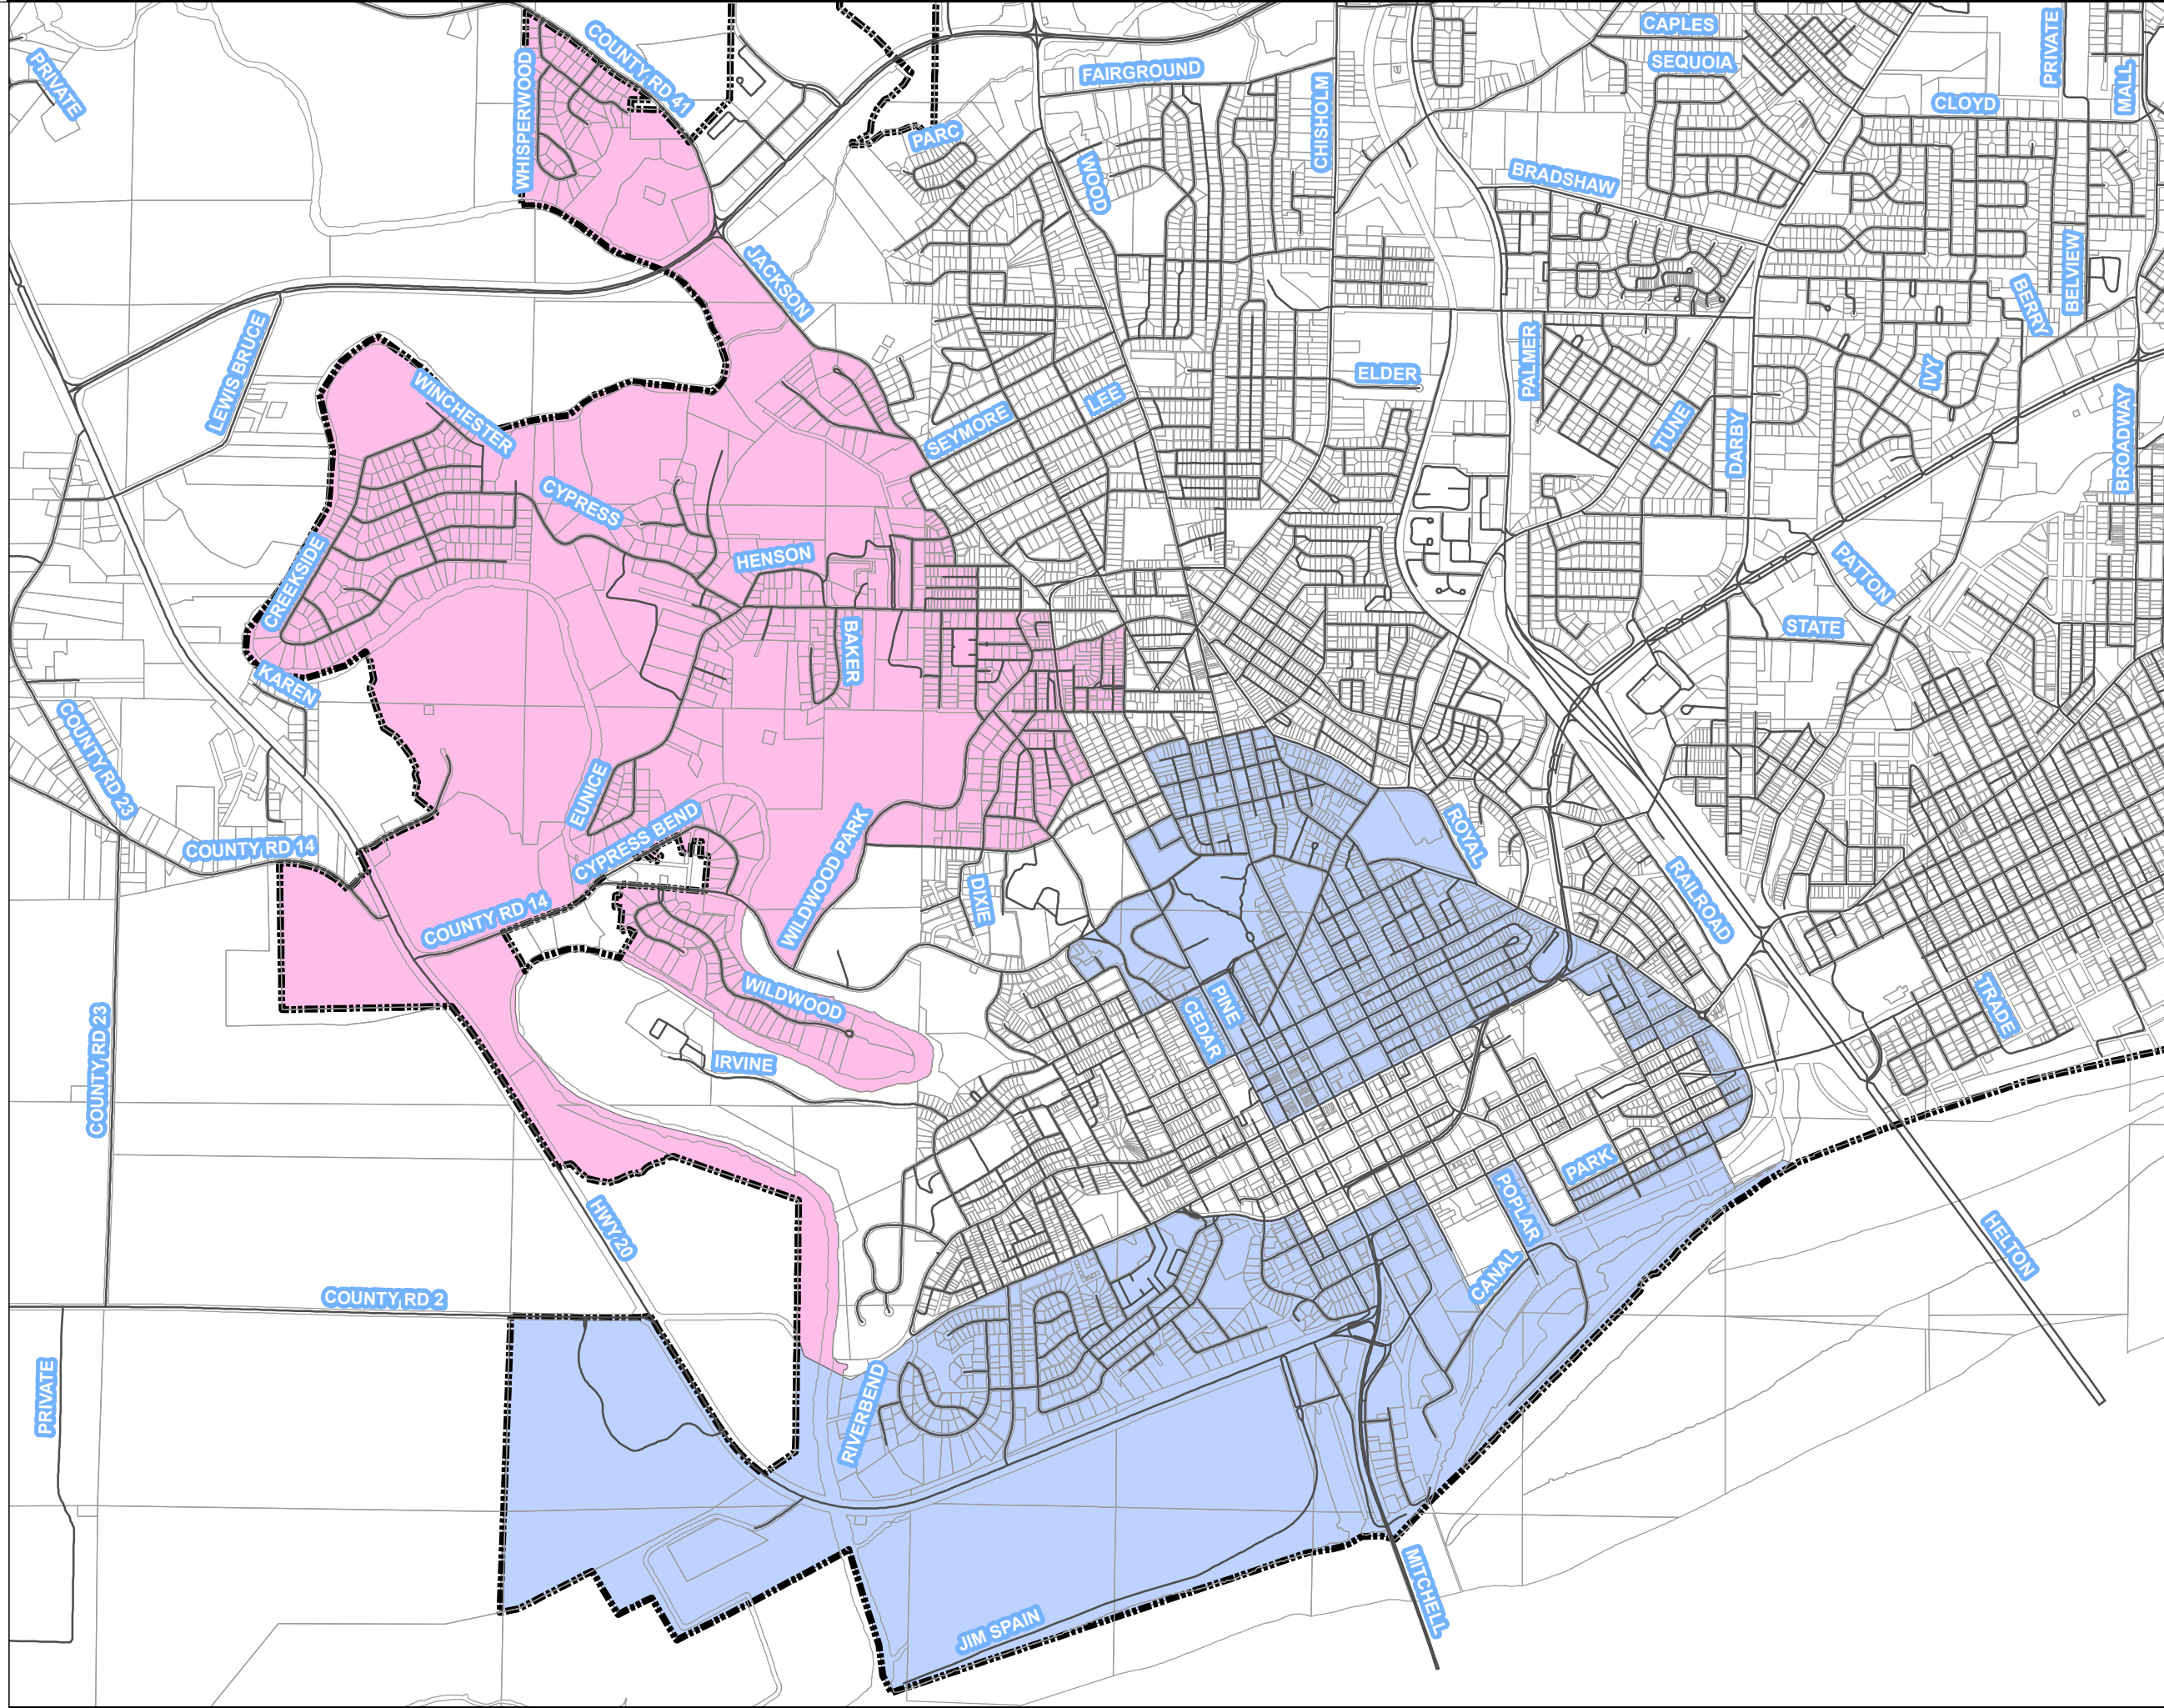 CAPLES
PRIVATE
COUNTY RD 41
SEQUOIA
PRIVATE
FAIRGROUND
MALL
CLOYD
WHISPERWOOD
CHISHOLM
PARC
WOOD
BRADSHAW
JACKSON
BELVIEW
BERRY
LEWIS BRUCE
PALMER
ELDER
IVY
WINCHESTER
LEE
SEYMORE
TUNE
DARBY
BROADWAY
CYPRESS
HENSON
PATTON
CREEKSIDE
STATE
BAKER
KAREN
COUNTY RD 23
EUNICE
CYPRESS BEND
ROYAL
COUNTY RD 14
WILDWOOD PARK
DIXIE
RAILROAD
COUNTY RD 14
WILDWOOD
PINE
CEDAR
TRADE
COUNTY RD 23
IRVINE
PARK
POPLAR
HWY 20
HELTON
CANAL
COUNTY RD 2
PRIVATE
RIVERBEND
MITCHELL
JIM SPAIN